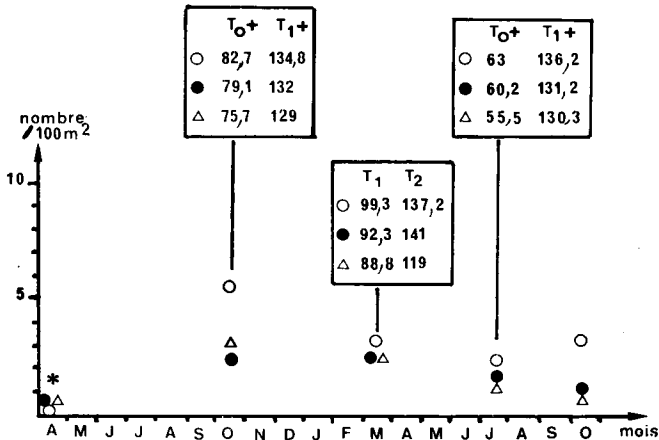 T0+ T1+
○ 82,7 134,8
● 79,1 132
△ 75,7 129
T0+ T1+
○ 63 136,2
● 60,2 131,2
△ 55,5 130,3
nombre
/100m2
T1 T2
○ 99,3 137,2
● 92,3 141
△ 88,8 119
10
5
*
A M J J A S O N D J F M A M J J A S O mois